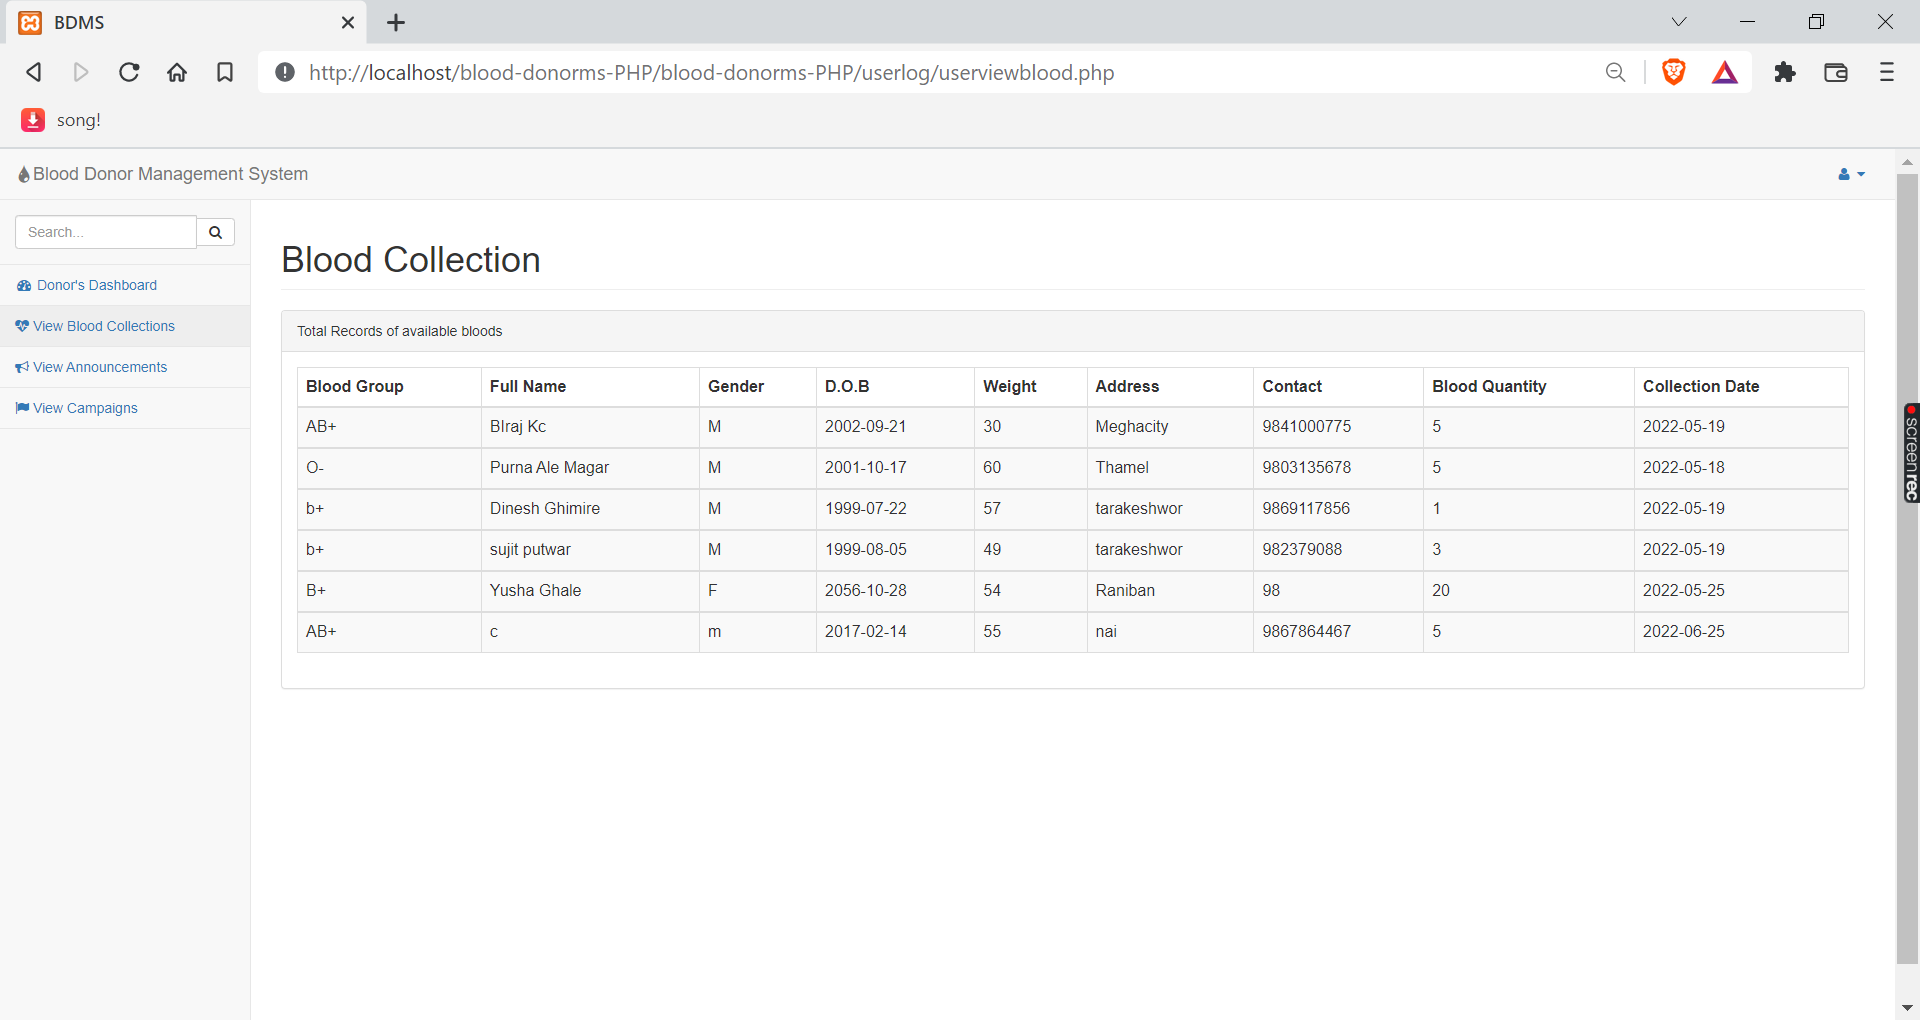 BDMS
http://localhost/blood-donorms-PHP/blood-donorms-PHP/userlog/userviewblood.php
song!
Blood Donor Management System
Search...
Donor's Dashboard
View Blood Collections
View Announcements
View Campaigns
Blood Collection
Total Records of available bloods
Blood Group Full Name Gender D.O.B Weight Address Contact Blood Quantity Collection Date
AB+ BIraj Kc M 2002-09-21 30 Meghacity 9841000775 5 2022-05-19
O- Purna Ale Magar M 2001-10-17 60 Thamel 9803135678 5 2022-05-18
b+ Dinesh Ghimire M 1999-07-22 57 tarakeshwor 9869117856 1 2022-05-19
b+ sujit putwar M 1999-08-05 49 tarakeshwor 982379088 3 2022-05-19
B+ Yusha Ghale F 2056-10-28 54 Raniban 98 20 2022-05-25
AB+ c m 2017-02-14 55 nai 9867864467 5 2022-06-25
screenrec